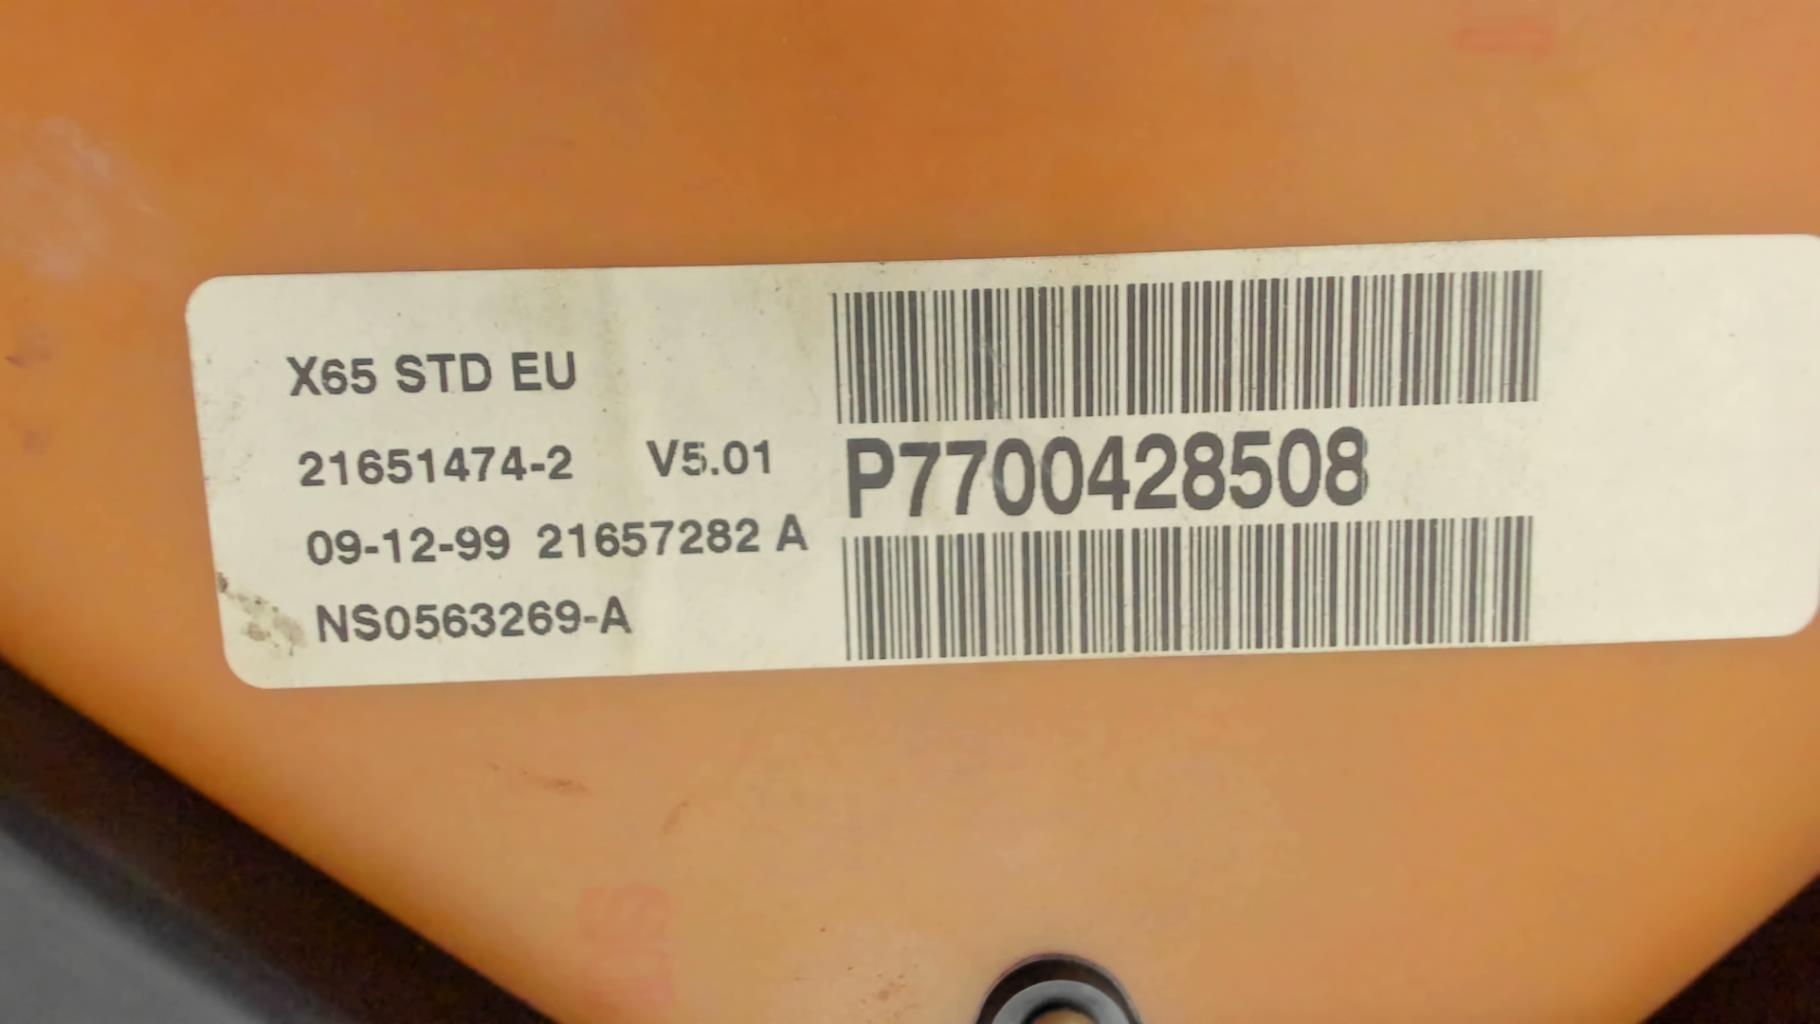 X65 STD EU
21651474-2 V5.01
09-12-99 21657282 A
NS0563269-A
P7700428508